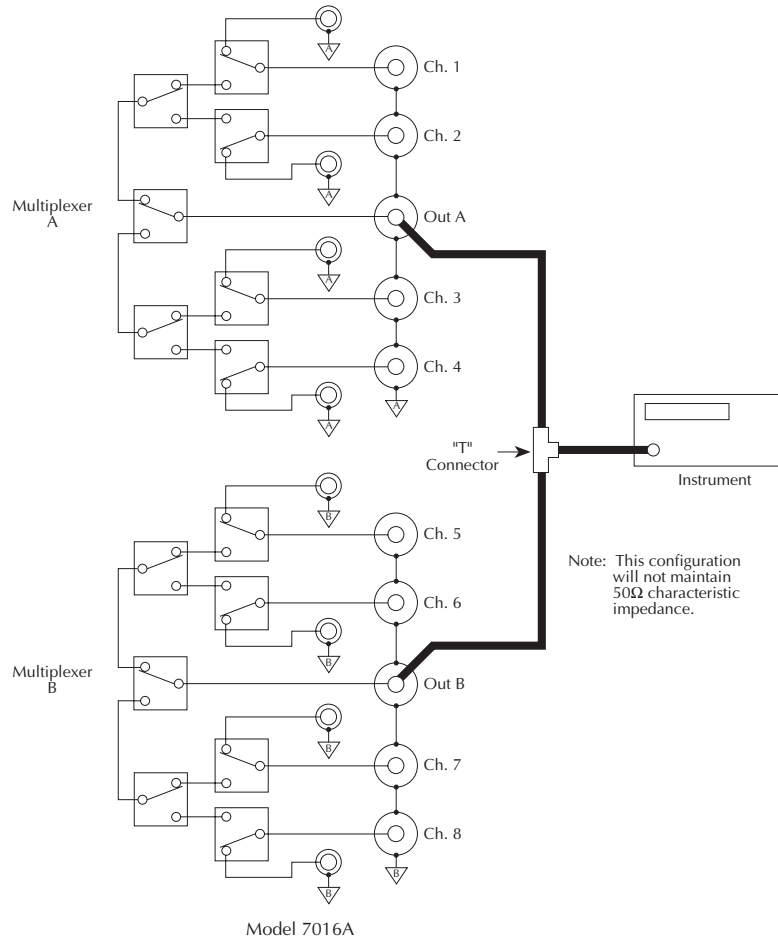 A
Ch. 1
Ch. 2
A
Multiplexer
A
Out A
A
Ch. 3
Ch. 4
A
A
"T"
Connector
Instrument
B
Ch. 5
Note: This configuration
will not maintain
50Ω characteristic
impedance.
Ch. 6
B
Multiplexer
B
Out B
B
Ch. 7
Ch. 8
B
B
Model 7016A